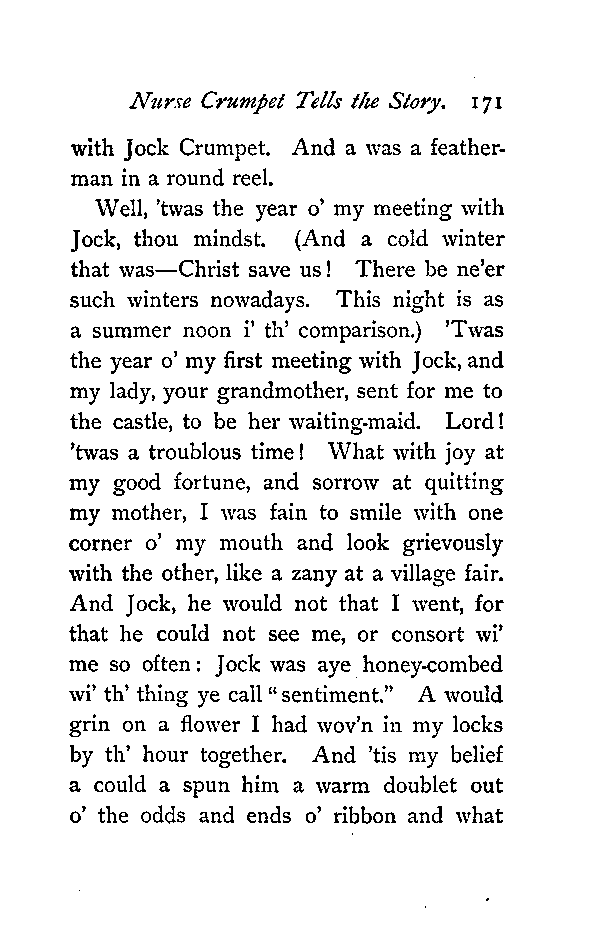 Nurse Crumpet Tells the Story. 171
with Jock Crumpet. And a was a feather-
man in a round reel.
Well, 'twas the year o' my meeting with
Jock, thou mindst. (And a cold winter
that was—Christ save us! There be ne'er
such winters nowadays. This night is as
a summer noon i' th' comparison.) 'Twas
the year o' my first meeting with Jock, and
my lady, your grandmother, sent for me to
the castle, to be her waiting-maid. Lord!
'twas a troublous time! What with joy at
my good fortune, and sorrow at quitting
my mother, I was fain to smile with one
corner o' my mouth and look grievously
with the other, like a zany at a village fair.
And Jock, he would not that I went, for
that he could not see me, or consort wi'
me so often: Jock was aye honey-combed
wi' th' thing ye call "sentiment." A would
grin on a flower I had wov'n in my locks
by th' hour together. And 'tis my belief
a could a spun him a warm doublet out
o' the odds and ends o' ribbon and what